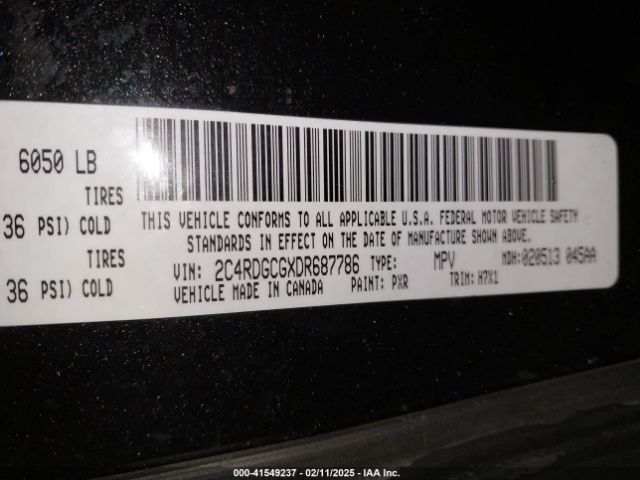 6050 LB
TIRES
36 PSI) COLD
TIRES
36 PSI) COLD
THIS VEHICLE CONFORMS TO ALL APPLICABLE U.S.A. FEDERAL MOTOR VEHICLE SAFETY
STANDARDS IN EFFECT ON THE DATE OF MANUFACTURE SHOWN ABOVE.
VIN: 2C4RDGCGXDR687786 TYPE: MPV MDH: 020513 045AA
VEHICLE MADE IN CANADA PAINT: PXR TRIM: H7X1
00-41549237 - 02/11/2025 - IAA Inc.